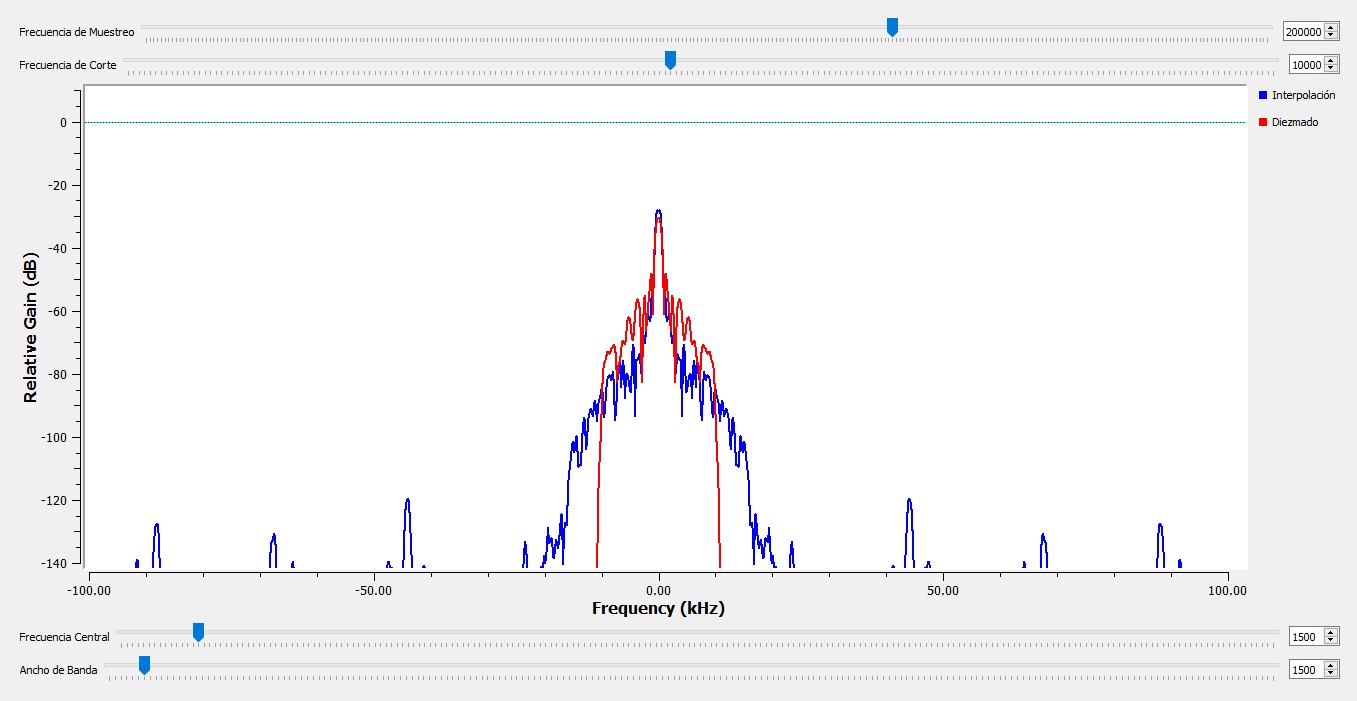 Frecuencia de Muestreo 200000
Frecuencia de Corte 10000
Interpolación
Diezmado
0
-20
-40
-60
-80
-100
-120
-140
Relative Gain (dB)
-100.00 -50.00 0.00 50.00 100.00
Frequency (kHz)
Frecuencia Central 1500
Ancho de Banda 1500